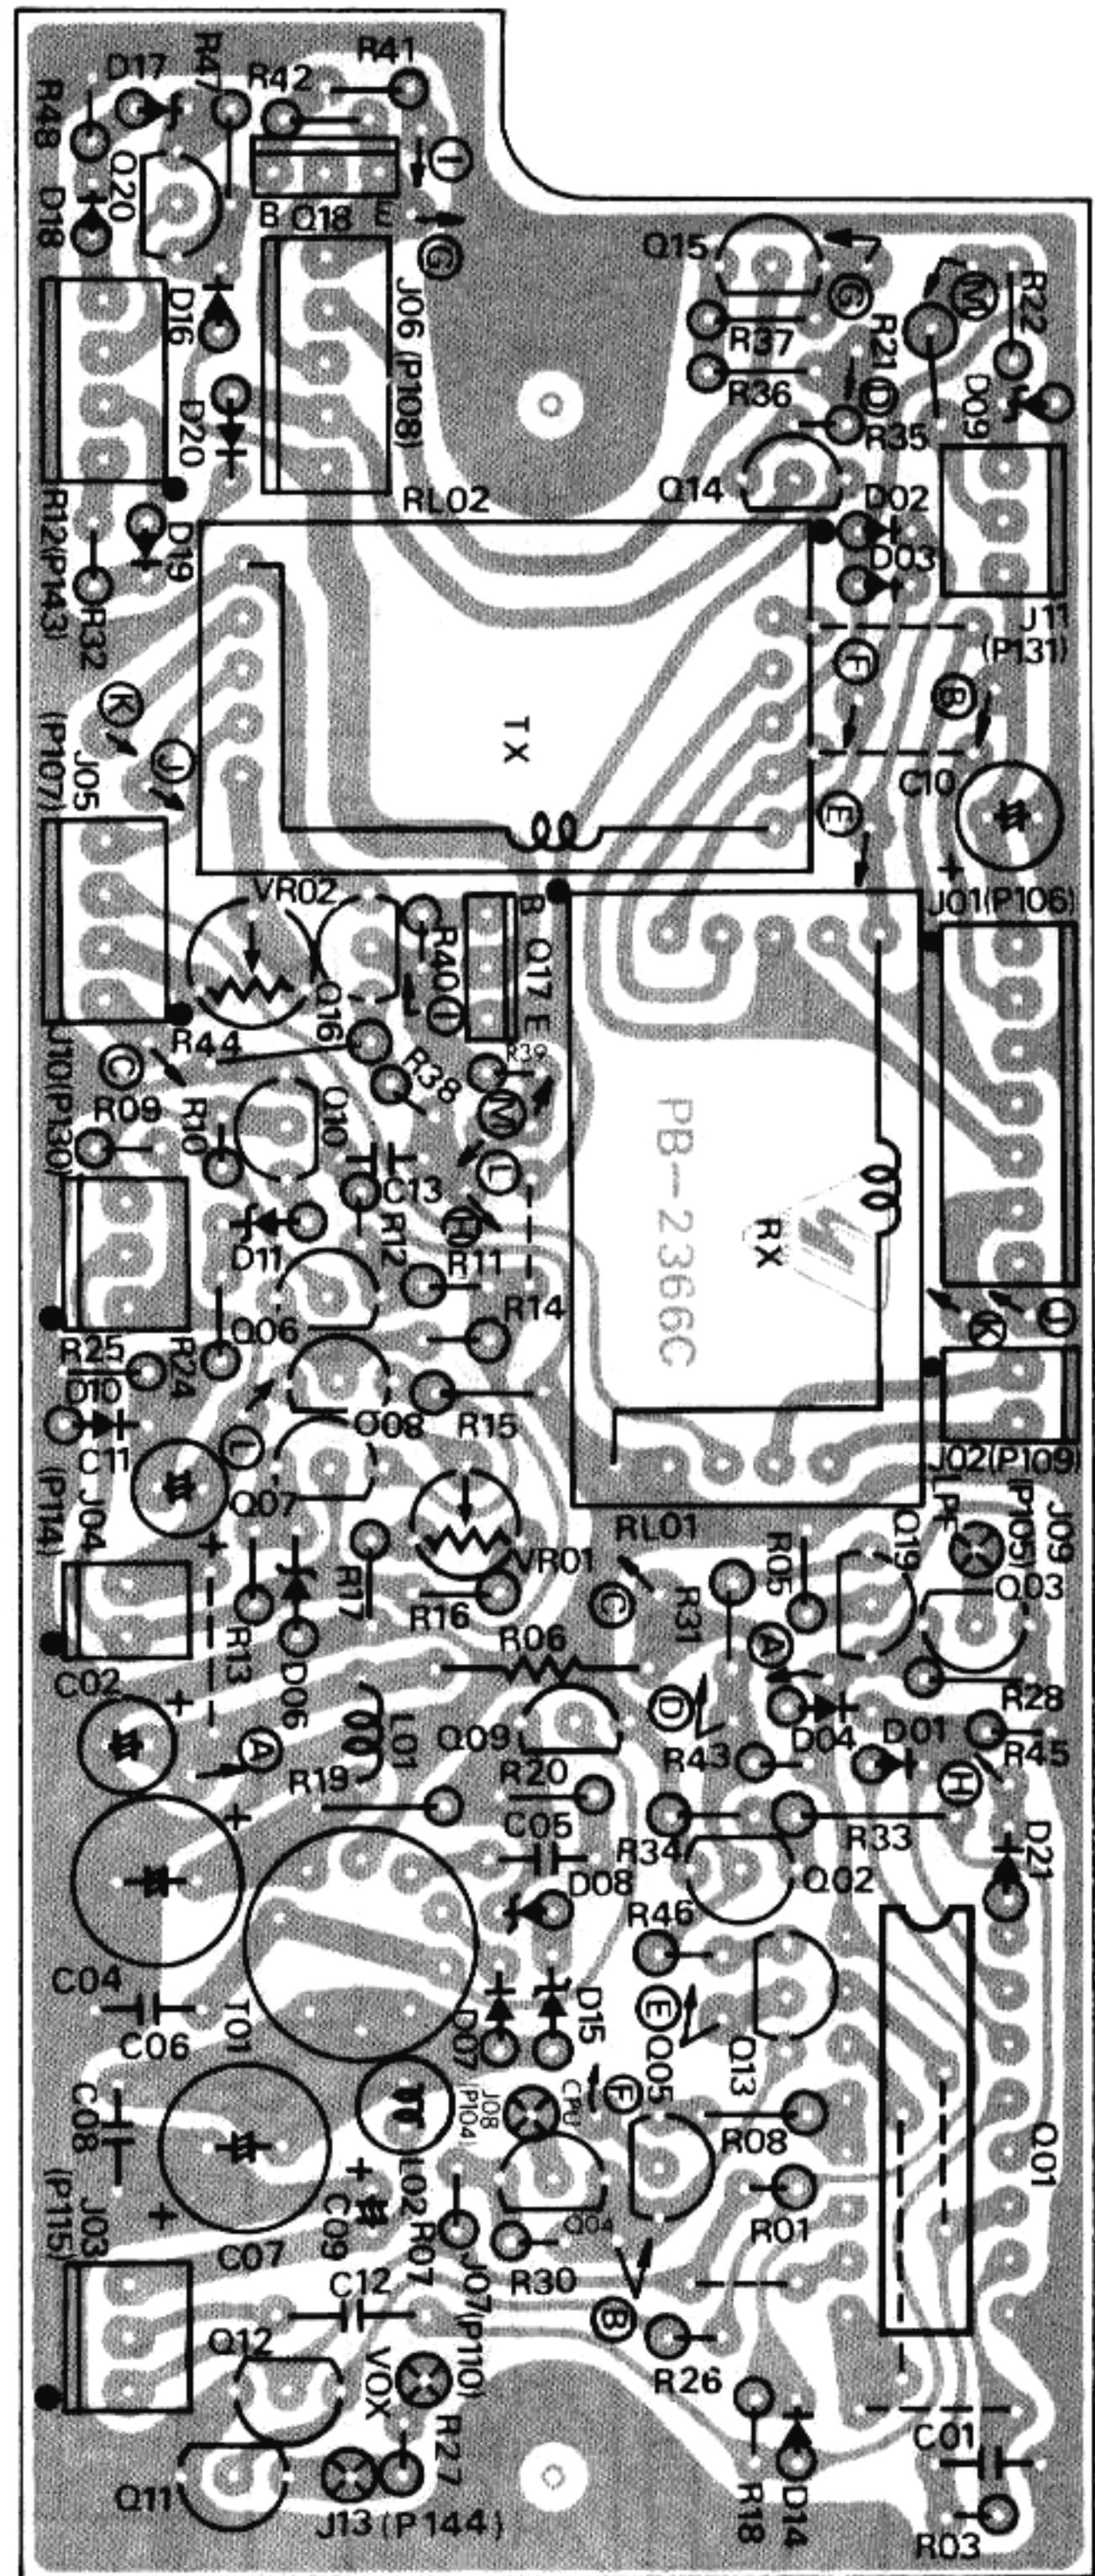 R41
R42
R47
D17
R48
Q20
D18
I
B Q18 E
G
Q15
J06 (P108)
D16
M
G
R22
R37
R21
D
R36
D09
R35
D20
RL02
Q14
D02
R12(P143)
D19
D03
J11
(P131)
R32
F
K
B
TX
(P107)
J05
J
C10
E
VR02
+
J01(P106)
B Q17 E
R40
I
Q16
R44
R39
J10(P130)
C
R38
R09
R10
Q10
M
PB-2366C
L
C13
R12
H
RX
D11
R11
R14
J
K
Q06
R25
R24
D10
Q08
R15
C11
L
J02(P109)
(P114)
J04
Q07
LPF
(P105)
J09
RL01
+
Q19
R05
VR01
R17
Q03
R16
C
R31
R13
R06
A
C02
D06
R28
+
L01
D
Q09
D04
D01
R45
A
R43
R19
R20
H
+
C05
R34
R33
D21
D08
Q02
R46
C04
D15
T01
E
D07
C06
Q05
Q13
F
CPU
J08
(P104)
C08
R08
Q01
L02
+
(P115)
J03
+
C09
R07
R01
Q04
C07
R30
J07(P110)
C12
B
Q12
VOX
R26
R27
C01
Q11
J13 (P144)
R18
D14
R03